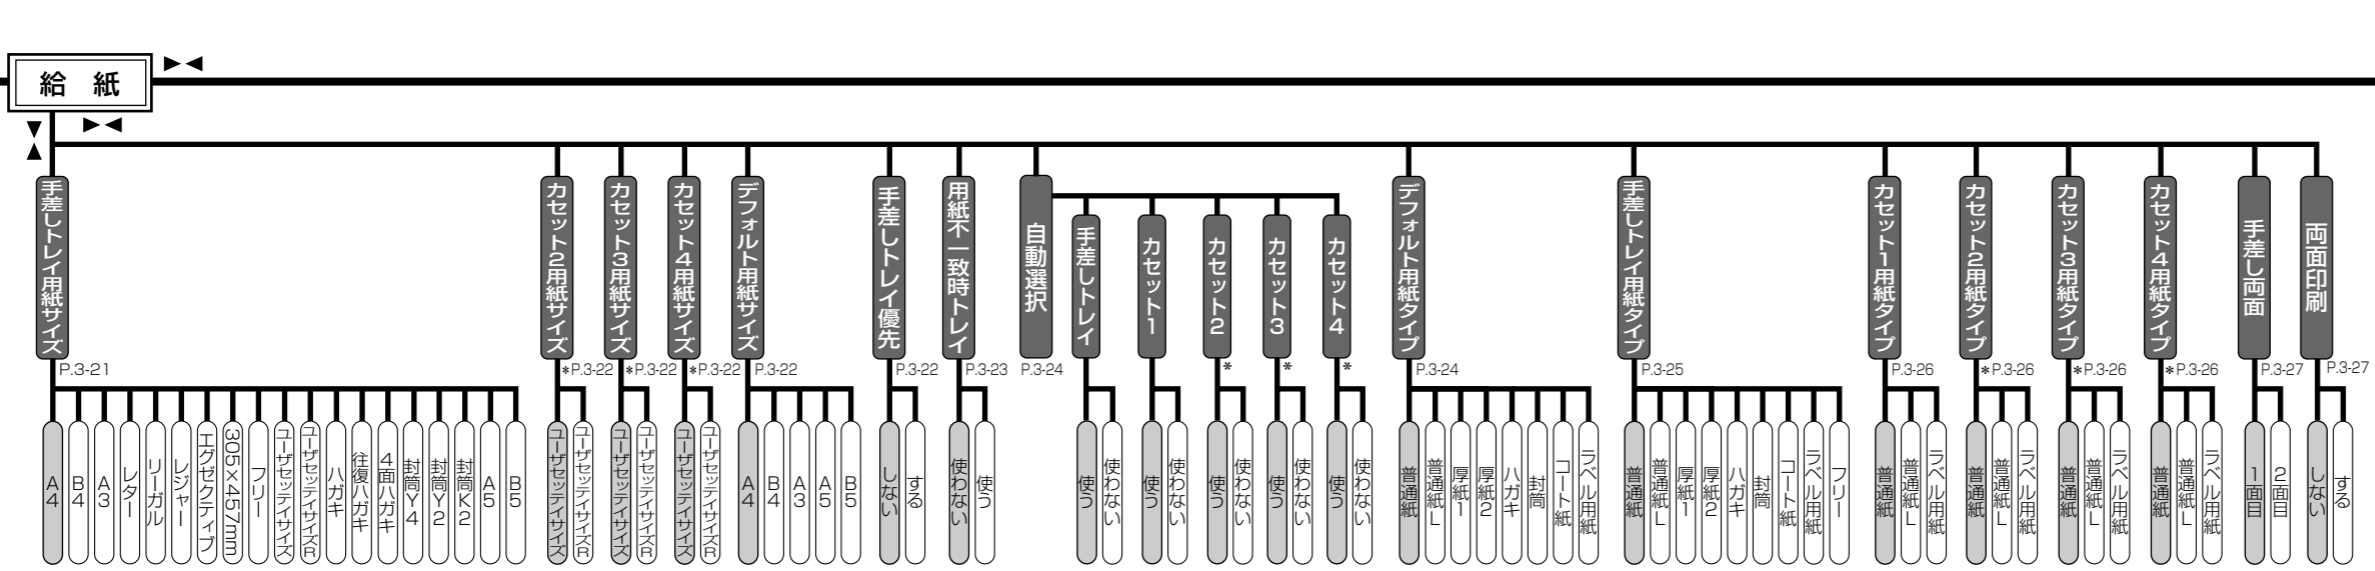 給 紙
手差しトレイ用紙サイズ
P.3-21
A4
B4
A3
レター
リーガル
レジャー
エグゼクティブ
305×457mm
フリー
ユーザセッテイサイズ
ユーザセッテイサイズR
ハガキ
往復ハガキ
4面ハガキ
封筒Y4
封筒Y2
封筒K2
A5
B5
カセット2用紙サイズ
*P.3-22
ユーザセッテイサイズ
ユーザセッテイサイズR
カセット3用紙サイズ
*P.3-22
ユーザセッテイサイズ
ユーザセッテイサイズR
カセット4用紙サイズ
*P.3-22
ユーザセッテイサイズ
ユーザセッテイサイズR
デフォルト用紙サイズ
P.3-22
A4
B4
A3
A5
B5
手差しトレイ優先
P.3-22
しない
する
用紙不一致時トレイ
P.3-23
使わない
使う
自動選択
P.3-24
手差しトレイ
使う
使わない
カセット1
使う
使わない
カセット2
*
使う
使わない
カセット3
*
使う
使わない
カセット4
*
使う
使わない
デフォルト用紙タイプ
P.3-24
普通紙
普通紙L
厚紙1
厚紙2
ハガキ
封筒
コート紙
ラベル用紙
手差しトレイ用紙タイプ
P.3-25
普通紙
普通紙L
厚紙1
厚紙2
ハガキ
封筒
コート紙
ラベル用紙
フリー
カセット1用紙タイプ
P.3-26
普通紙
普通紙L
ラベル用紙
カセット2用紙タイプ
*P.3-26
普通紙
普通紙L
ラベル用紙
カセット3用紙タイプ
*P.3-26
普通紙
普通紙L
ラベル用紙
カセット4用紙タイプ
*P.3-26
普通紙
普通紙L
ラベル用紙
手差し両面
P.3-27
1面目
2面目
両面印刷
P.3-27
しない
する